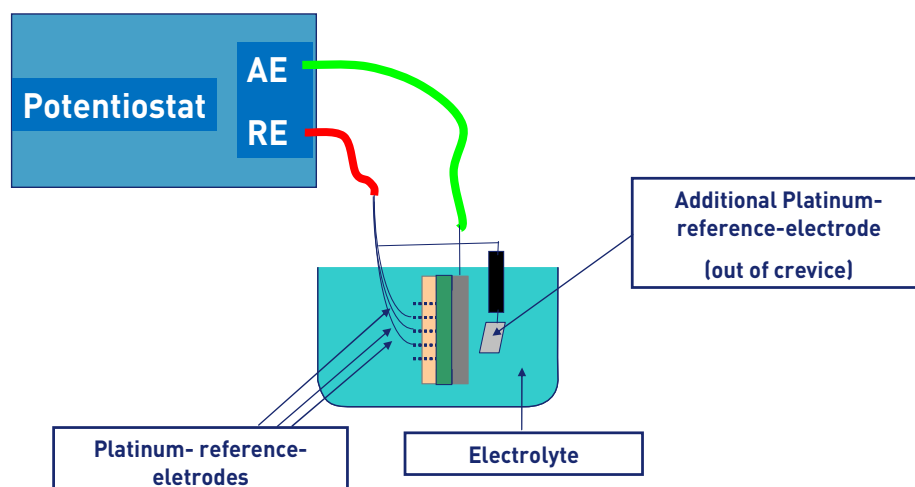 AE
Potentiostat
RE
Additional Platinum-
reference-electrode
(out of crevice)
Platinum- reference-
eletrodes
Electrolyte